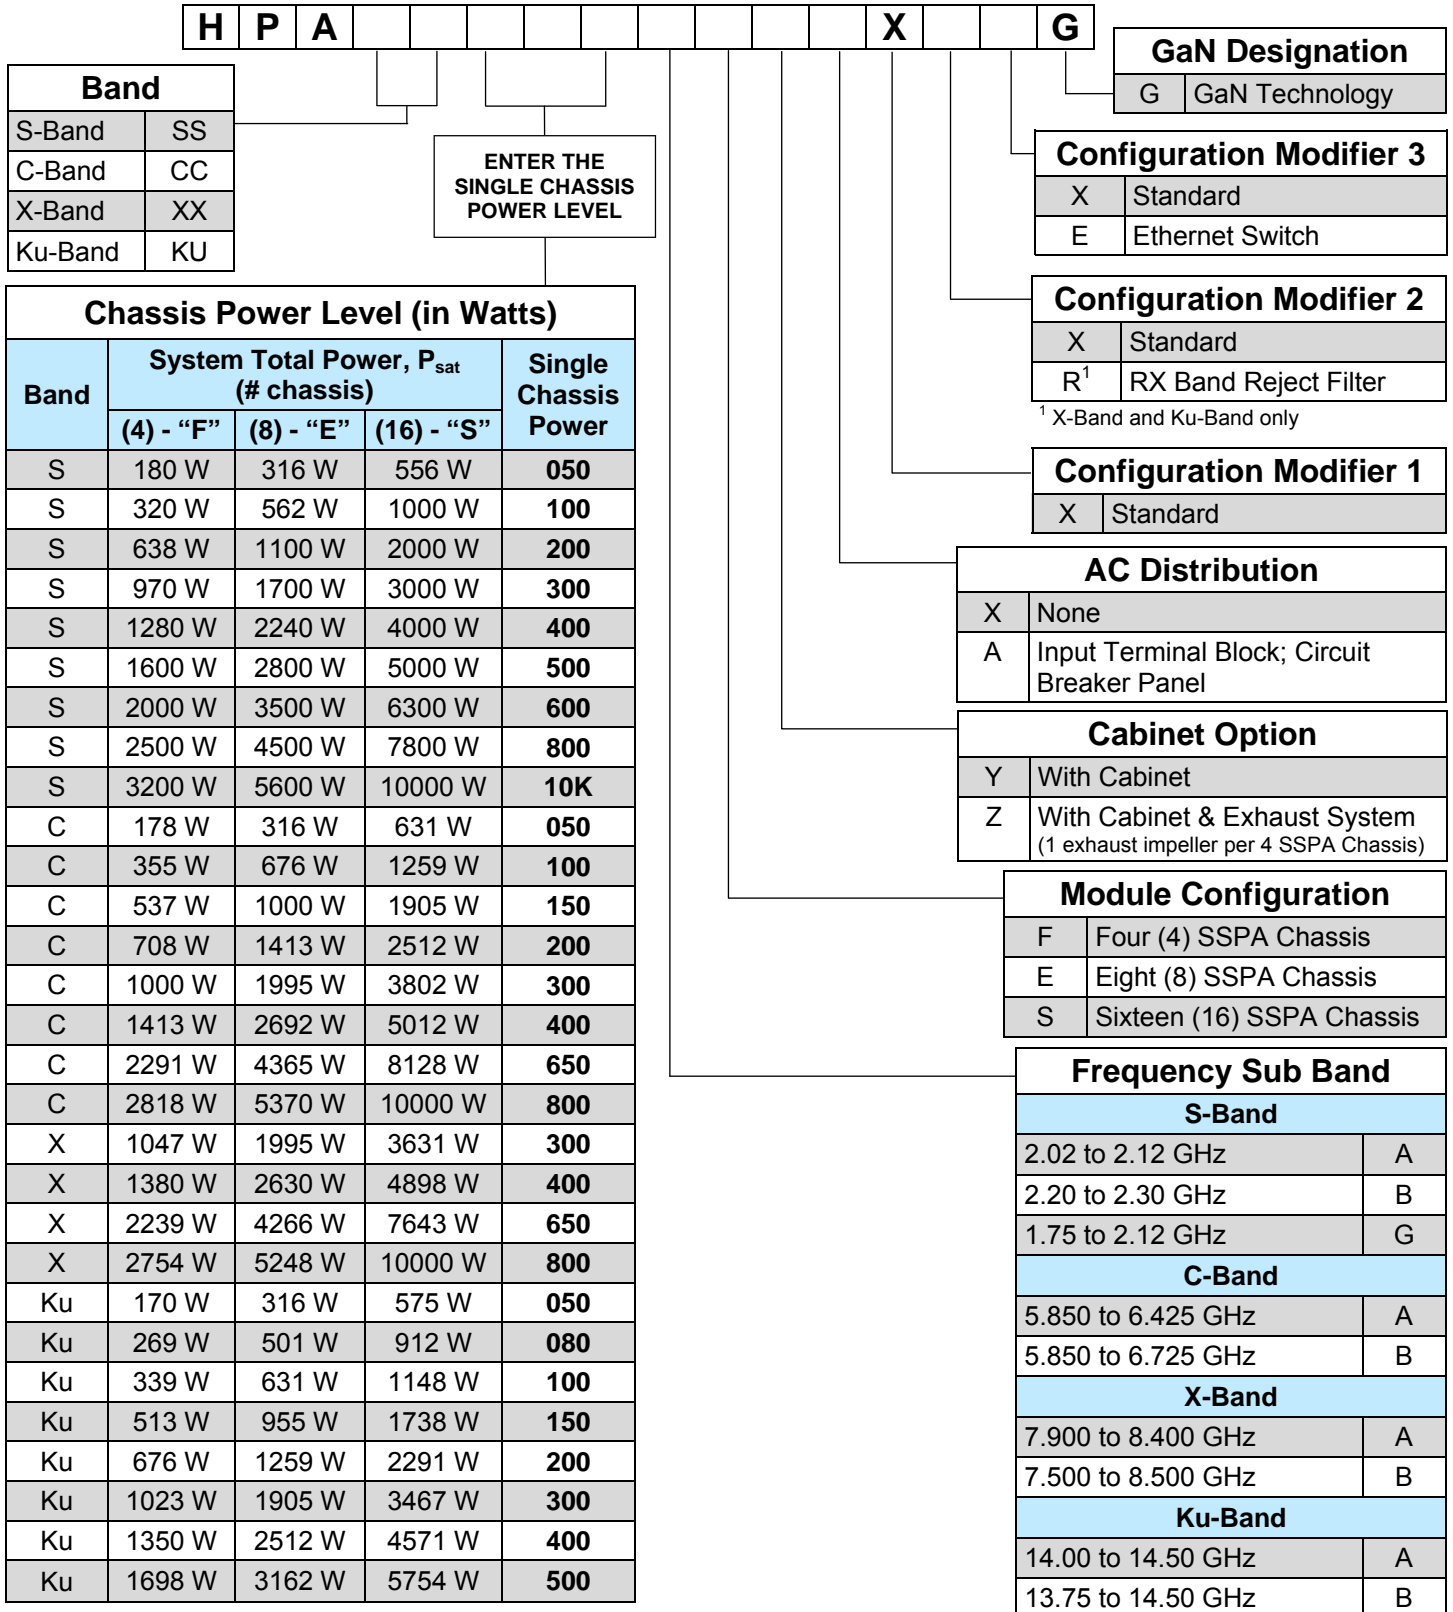 H P A X G
GaN Designation
G GaN Technology
Band
S-Band SS
C-Band CC
X-Band XX
Ku-Band KU
ENTER THE
SINGLE CHASSIS
POWER LEVEL
Configuration Modifier 3
X Standard
E Ethernet Switch
Configuration Modifier 2
X Standard
R1 RX Band Reject Filter
1 X-Band and Ku-Band only
Configuration Modifier 1
X Standard
AC Distribution
X None
A Input Terminal Block; Circuit
Breaker Panel
Cabinet Option
Y With Cabinet
Z With Cabinet & Exhaust System
(1 exhaust impeller per 4 SSPA Chassis)
Module Configuration
F Four (4) SSPA Chassis
E Eight (8) SSPA Chassis
S Sixteen (16) SSPA Chassis
Frequency Sub Band
S-Band
2.02 to 2.12 GHz A
2.20 to 2.30 GHz B
1.75 to 2.12 GHz G
C-Band
5.850 to 6.425 GHz A
5.850 to 6.725 GHz B
X-Band
7.900 to 8.400 GHz A
7.500 to 8.500 GHz B
Ku-Band
14.00 to 14.50 GHz A
13.75 to 14.50 GHz B
Chassis Power Level (in Watts)
Band System Total Power, Psat Single
(# chassis) Chassis
(4) - “F” (8) - “E” (16) - “S” Power
S 180 W 316 W 556 W 050
S 320 W 562 W 1000 W 100
S 638 W 1100 W 2000 W 200
S 970 W 1700 W 3000 W 300
S 1280 W 2240 W 4000 W 400
S 1600 W 2800 W 5000 W 500
S 2000 W 3500 W 6300 W 600
S 2500 W 4500 W 7800 W 800
S 3200 W 5600 W 10000 W 10K
C 178 W 316 W 631 W 050
C 355 W 676 W 1259 W 100
C 537 W 1000 W 1905 W 150
C 708 W 1413 W 2512 W 200
C 1000 W 1995 W 3802 W 300
C 1413 W 2692 W 5012 W 400
C 2291 W 4365 W 8128 W 650
C 2818 W 5370 W 10000 W 800
X 1047 W 1995 W 3631 W 300
X 1380 W 2630 W 4898 W 400
X 2239 W 4266 W 7643 W 650
X 2754 W 5248 W 10000 W 800
Ku 170 W 316 W 575 W 050
Ku 269 W 501 W 912 W 080
Ku 339 W 631 W 1148 W 100
Ku 513 W 955 W 1738 W 150
Ku 676 W 1259 W 2291 W 200
Ku 1023 W 1905 W 3467 W 300
Ku 1350 W 2512 W 4571 W 400
Ku 1698 W 3162 W 5754 W 500